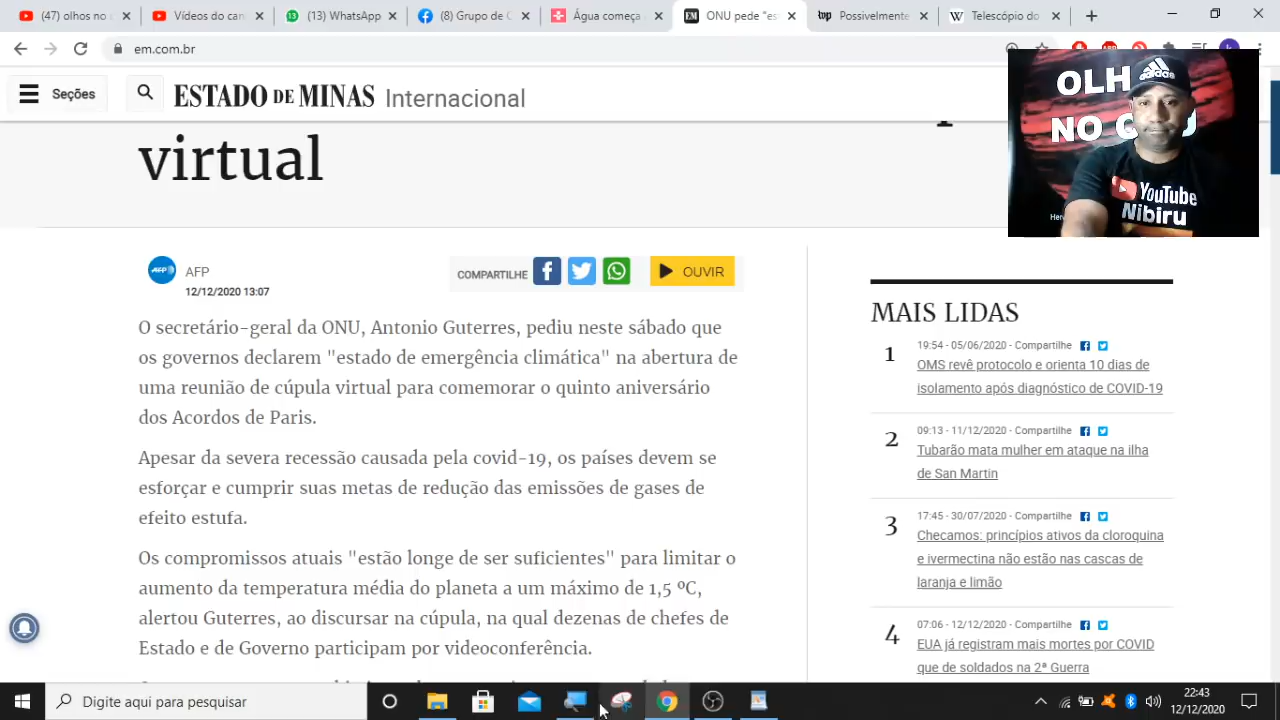 (47) olhos no
(47) WhatsApp
(8) Grupo de C
Água começa
ONU pede "es
Possivelmente
Telescópio do
em.com.br
Seções
ESTADO DE MINAS Internacional
virtual
AFP
12/12/2020 13:07
COMPARTILHE
OUVIR
O secretário-geral da ONU, Antonio Guterres, pediu neste sábado que
os governos declarem "estado de emergência climática" na abertura de
uma reunião de cúpula virtual para comemorar o quinto aniversário
dos Acordos de Paris.
Apesar da severa recessão causada pela covid-19, os países devem se
esforçar e cumprir suas metas de redução das emissões de gases de
efeito estufa.
Os compromissos atuais "estão longe de ser suficientes" para limitar o
aumento da temperatura média do planeta a um máximo de 1,5 ºC,
alertou Guterres, ao discursar na cúpula, na qual dezenas de chefes de
Estado e de Governo participam por videoconferência.
MAIS LIDAS
1
19:54 - 05/06/2020 - Compartilhe
OMS revê protocolo e orienta 10 dias de
isolamento após diagnóstico de COVID-19
2
09:13 - 11/12/2020 - Compartilhe
Tubarão mata mulher em ataque na ilha
de San Martin
3
17:45 - 30/07/2020 - Compartilhe
Checamos: princípios ativos da cloroquina
e ivermectina não estão nas cascas de
laranja e limão
4
07:06 - 12/12/2020 - Compartilhe
EUA já registram mais mortes por COVID
que de soldados na 2ª Guerra
OLH
NO C
adidas
YouTube
Nibiru
Digite aqui para pesquisar
22:43
12/12/2020